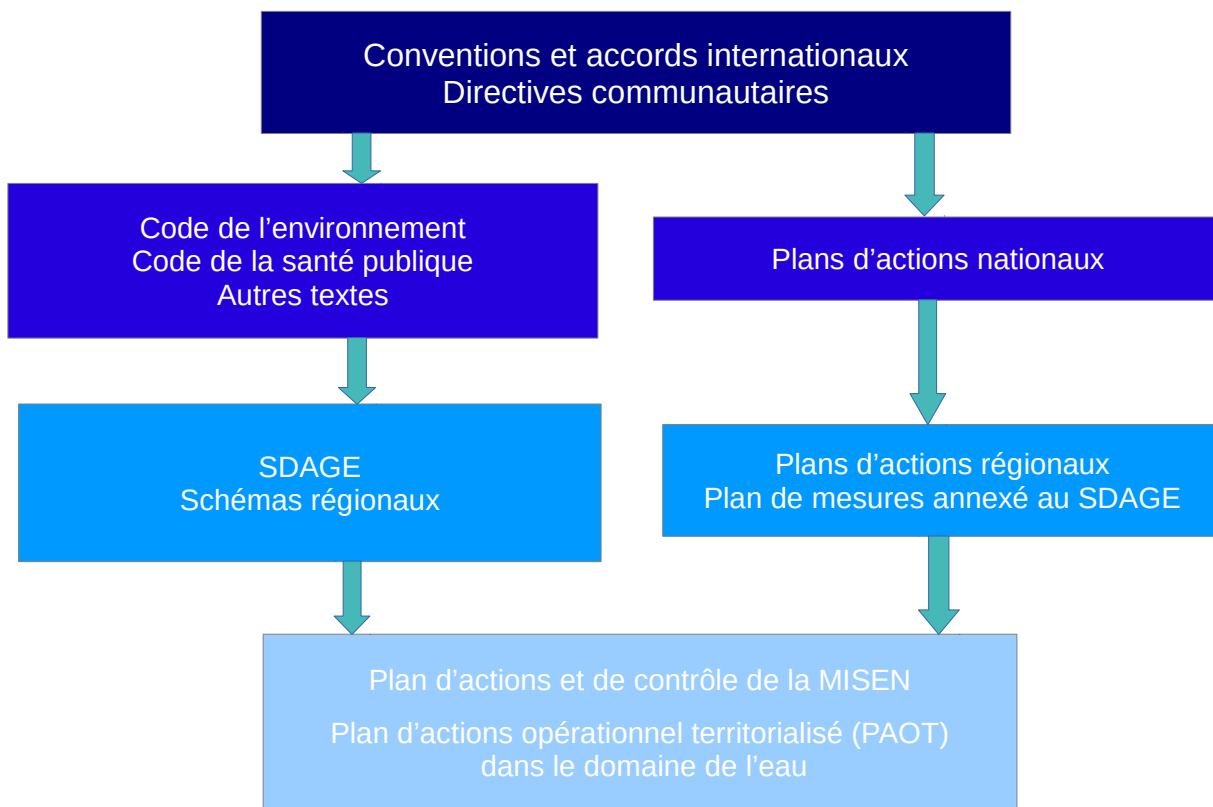 Conventions et accords internationaux
Directives communautaires
Code de l’environnement
Code de la santé publique
Autres textes
Plans d’actions nationaux
SDAGE
Schémas régionaux
Plans d’actions régionaux
Plan de mesures annexé au SDAGE
Plan d’actions et de contrôle de la MISEN
Plan d’actions opérationnel territorialisé (PAOT)
dans le domaine de l’eau